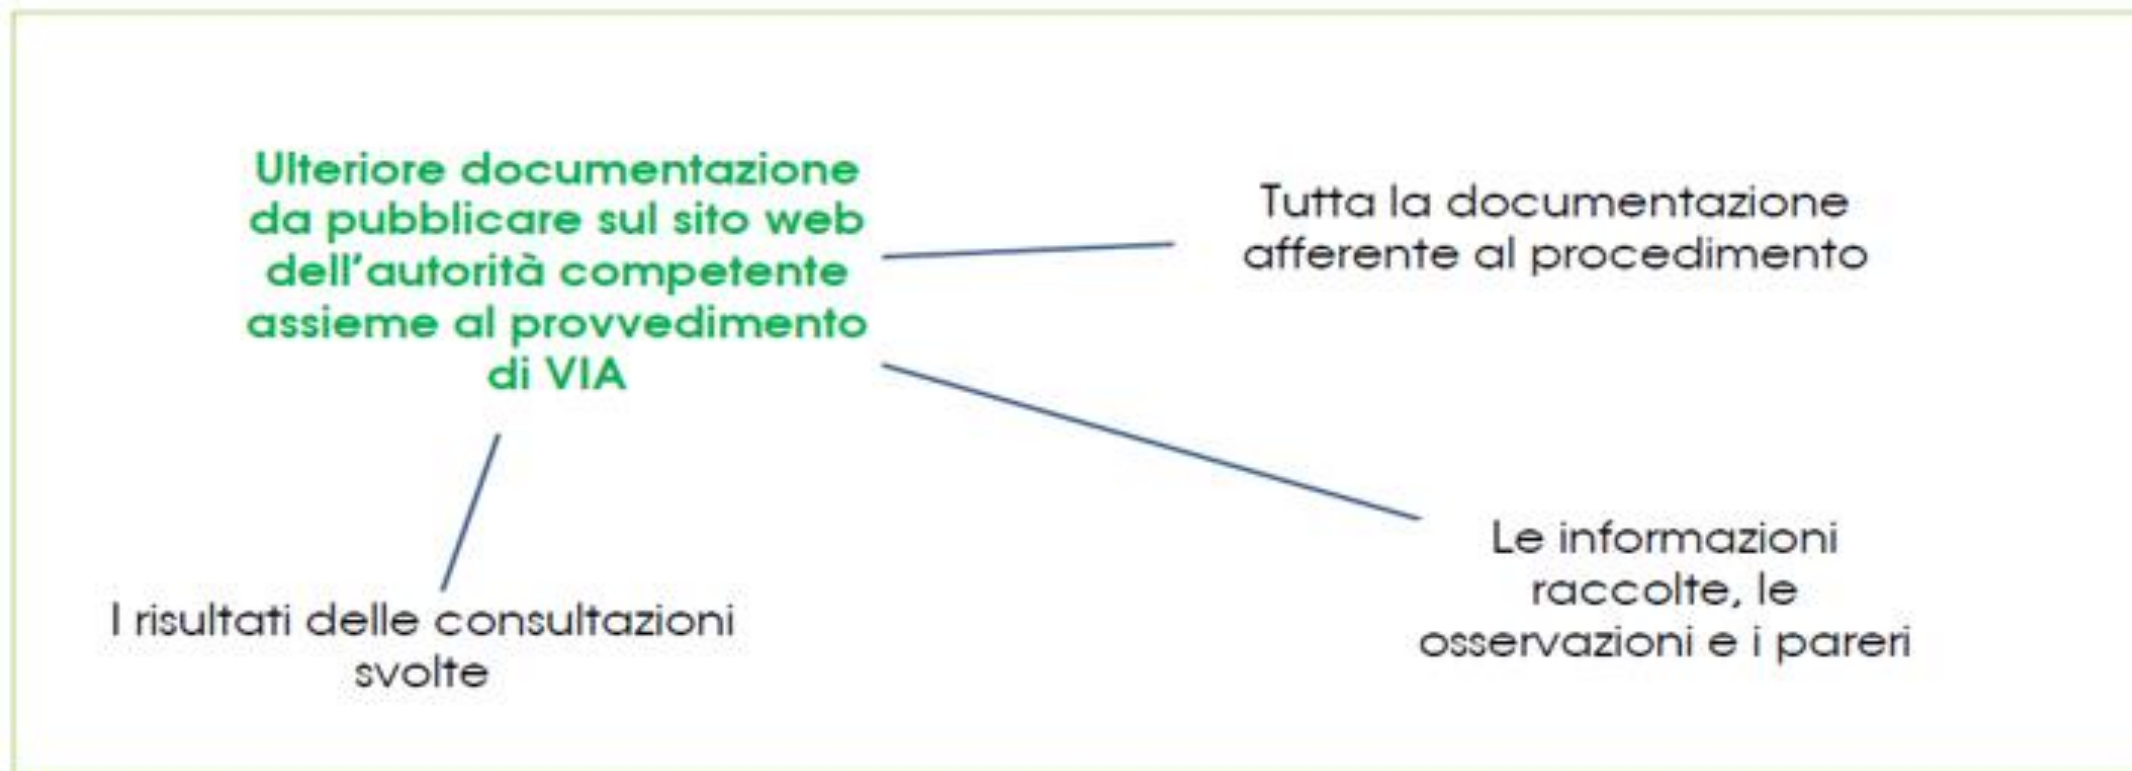 Ulteriore documentazione
da pubblicare sul sito web
dell'autorità competente
assieme al provvedimento
di VIA
Tutta la documentazione
afferente al procedimento
Le informazioni
raccolte, le
osservazioni e i pareri
I risultati delle consultazioni
svolte